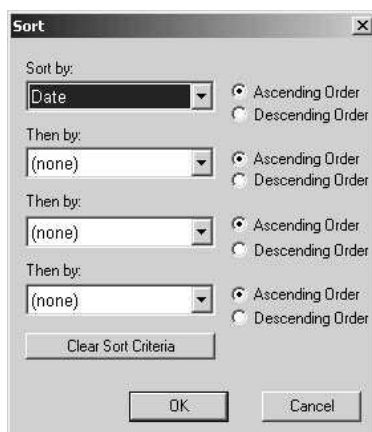 Sort
Sort by:
Date
Ascending Order
Descending Order
Then by:
(none)
Ascending Order
Descending Order
Then by:
(none)
Ascending Order
Descending Order
Then by:
(none)
Ascending Order
Descending Order
Clear Sort Criteria
OK Cancel